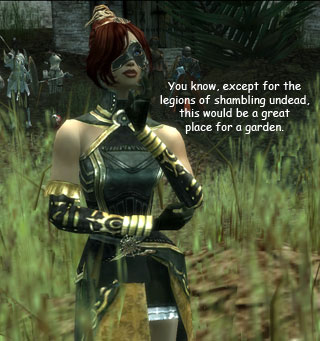 You know, except for the
legions of shambling undead,
this would be a great
place for a garden.